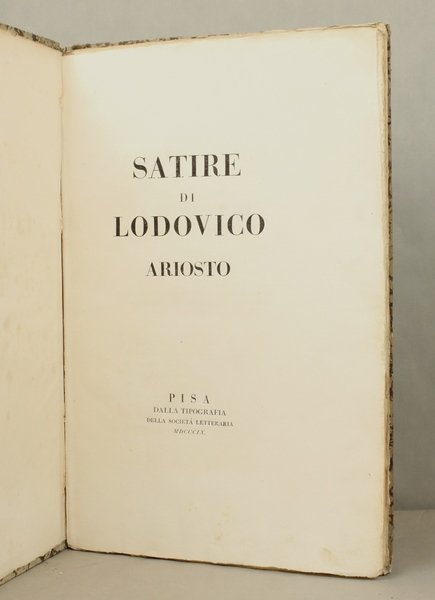 SATIRE
DI
LODOVICO
ARIOSTO
PISA
DALLA TIPOGRAFIA
DELLA SOCIETÀ LETTERARIA
MDCCCIX.